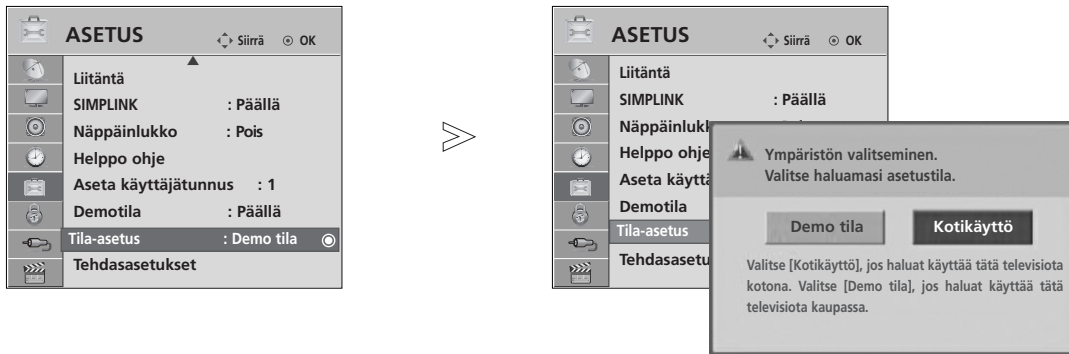 ASETUS
Siirrä OK
Liitäntä
SIMPLINK : Päällä
Näppäinlukko : Pois
Helppo ohje
Aseta käyttäjätunnus : 1
Demotila : Päällä
Tila-asetus : Demo tila
Tehdasasetukset
ASETUS
Siirrä OK
Liitäntä
SIMPLINK : Päällä
Näppäinlukk
Helppo ohje
Aseta käyttä
Demotila
Tila-asetus
Tehdasasetu
Ympäristön valitseminen.
Valitse haluamasi asetustila.
Demo tila Kotikäyttö
Valitse [Kotikäyttö], jos haluat käyttää tätä televisiota
kotona. Valitse [Demo tila], jos haluat käyttää tätä
televisiota kaupassa.